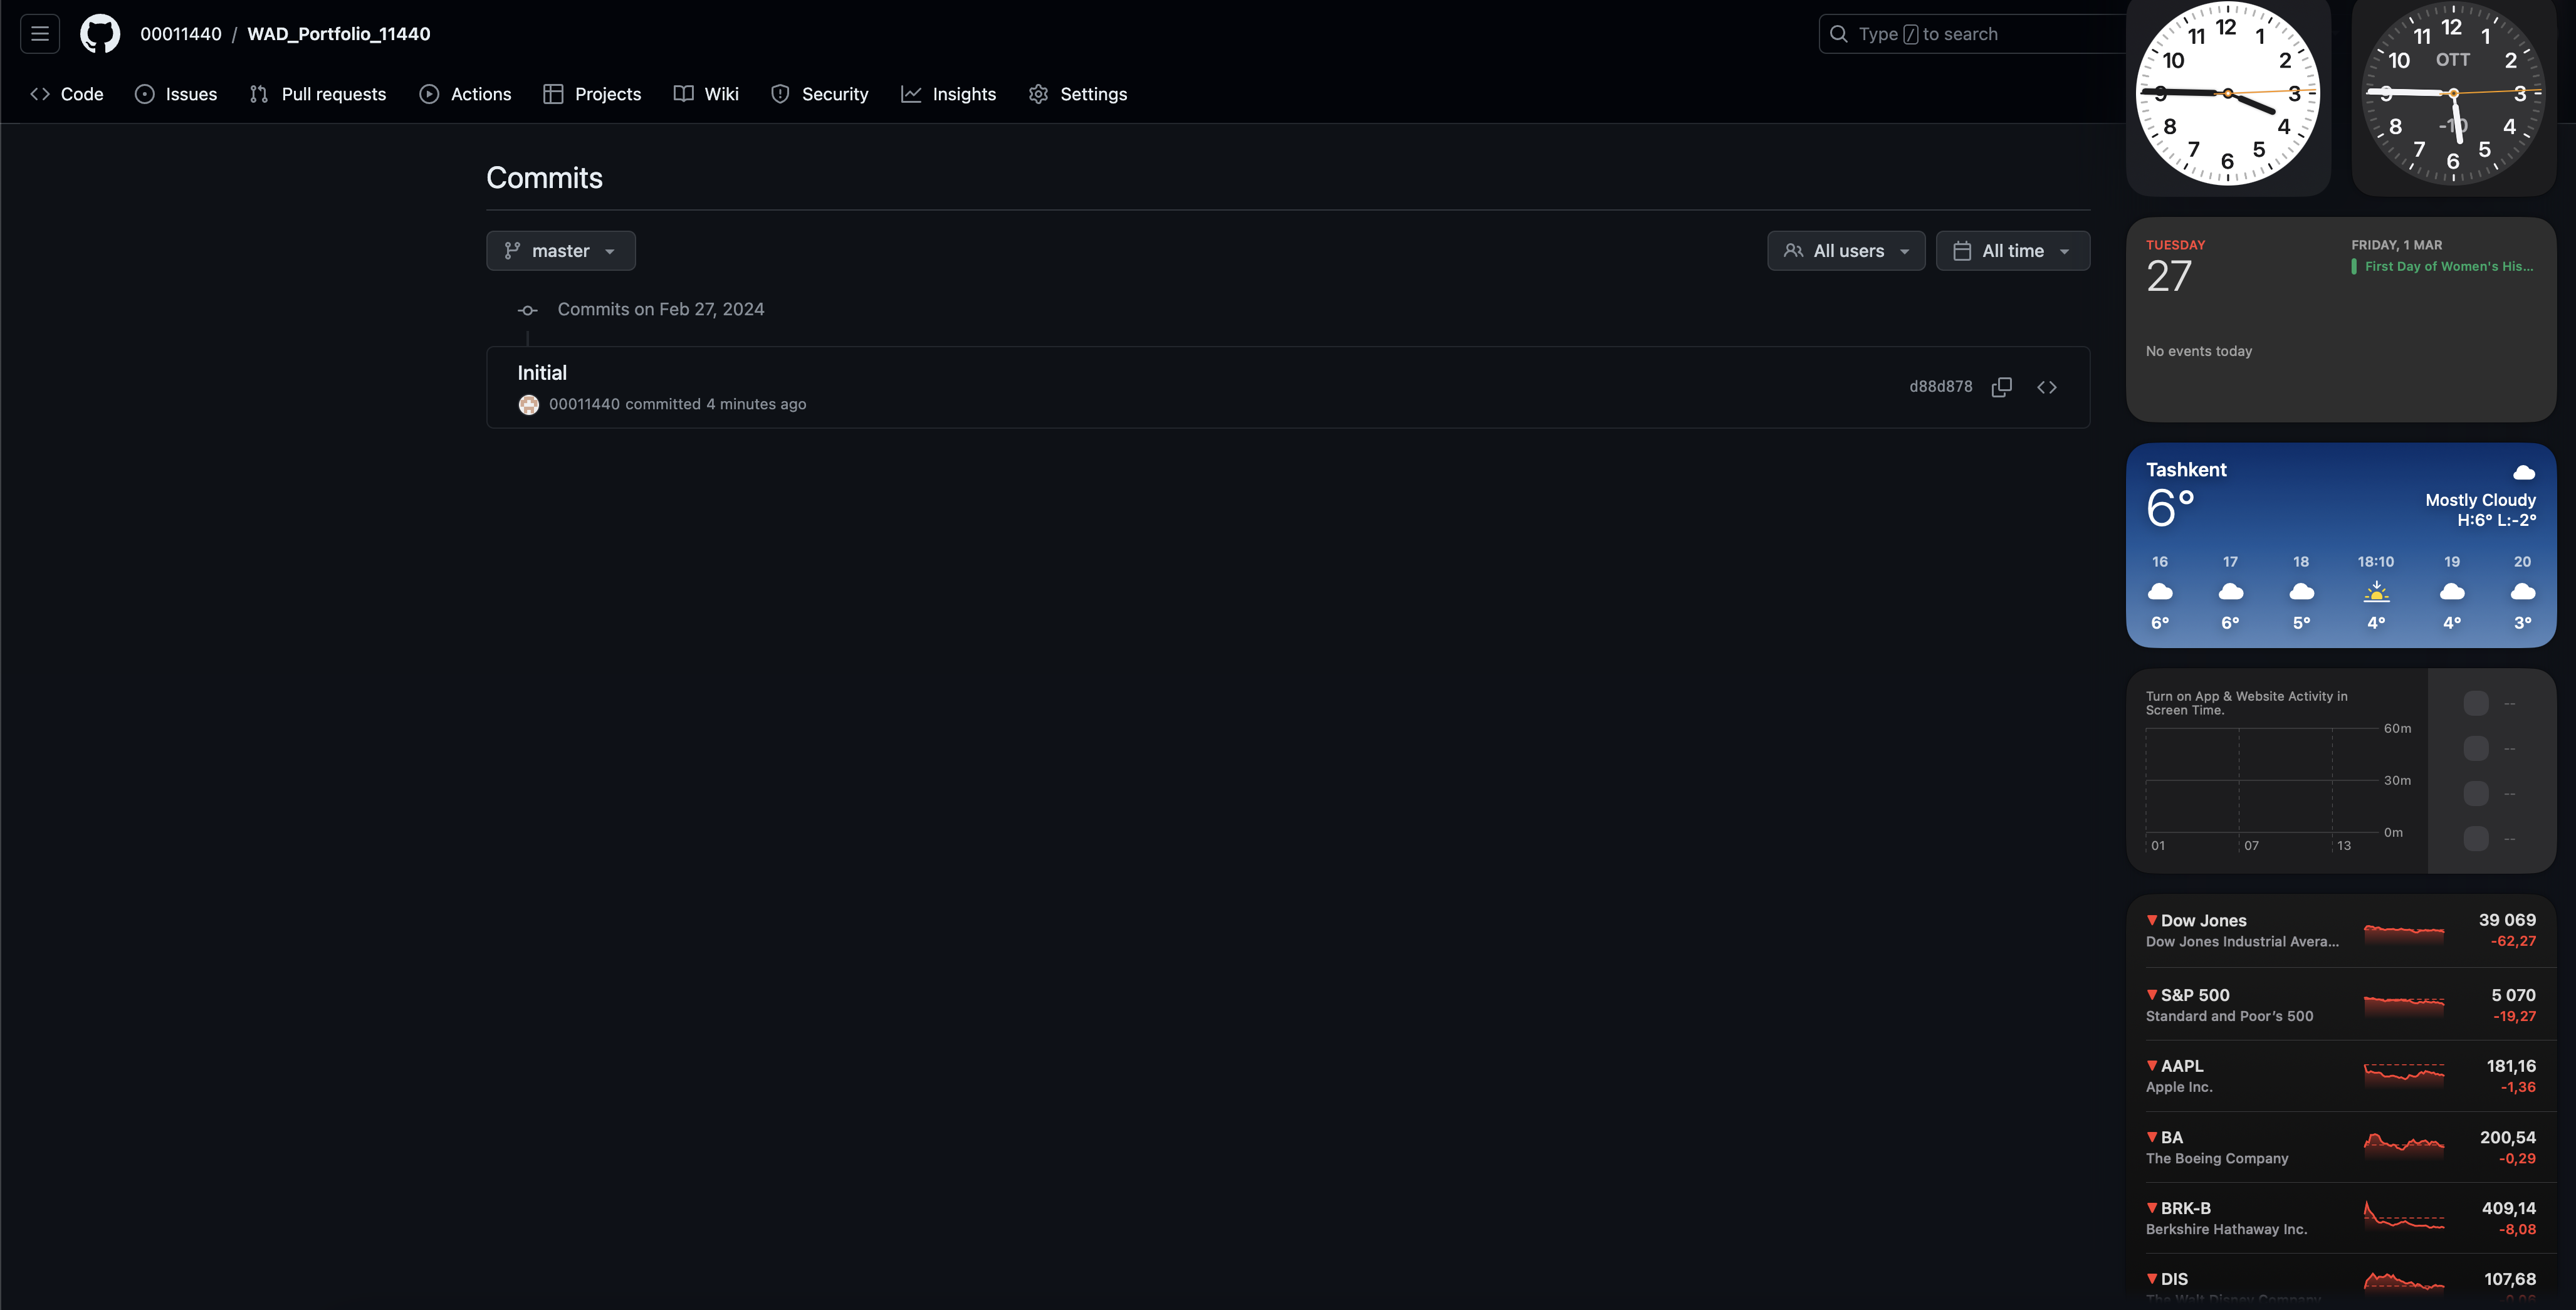 00011440 / WAD_Portfolio_11440
Type / to search
Code
Issues
Pull requests
Actions
Projects
Wiki
Security
Insights
Settings
Commits
master
All users
All time
Commits on Feb 27, 2024
Initial
00011440 committed 4 minutes ago
d88d878
12
1
2
3
4
5
6
7
8
9
10
11
12
1
2
3
4
5
6
7
8
9
10
11
OTT
-10
TUESDAY
27
No events today
FRIDAY, 1 MAR
First Day of Women's His...
Tashkent
6°
Mostly Cloudy
H:6° L:-2°
16 17 18 18:10 19 20
6° 6° 5° 4° 4° 3°
Turn on App & Website Activity in
Screen Time.
60m
30m
0m
01 07 13
--
--
--
--
Dow Jones 39 069
Dow Jones Industrial Avera... -62,27
S&P 500 5 070
Standard and Poor's 500 -19,27
AAPL 181,16
Apple Inc. -1,36
BA 200,54
The Boeing Company -0,29
BRK-B 409,14
Berkshire Hathaway Inc. -8,08
DIS 107,68
The Walt Disney Company